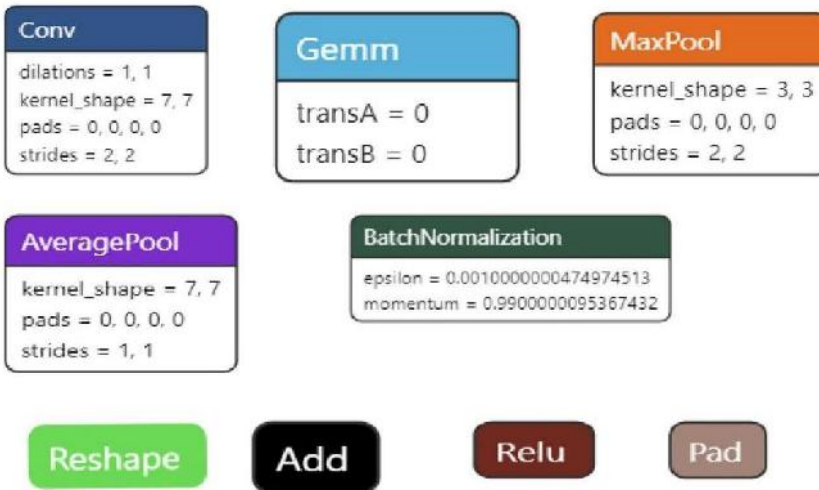 Conv
dilations = 1, 1
kernel_shape = 7, 7
pads = 0, 0, 0, 0
strides = 2, 2
Gemm
transA = 0
transB = 0
MaxPool
kernel_shape = 3, 3
pads = 0, 0, 0, 0
strides = 2, 2
AveragePool
kernel_shape = 7, 7
pads = 0, 0, 0, 0
strides = 1, 1
BatchNormalization
epsilon = 0.0010000000474974513
momentum = 0.9900000095367432
Reshape
Add
Relu
Pad